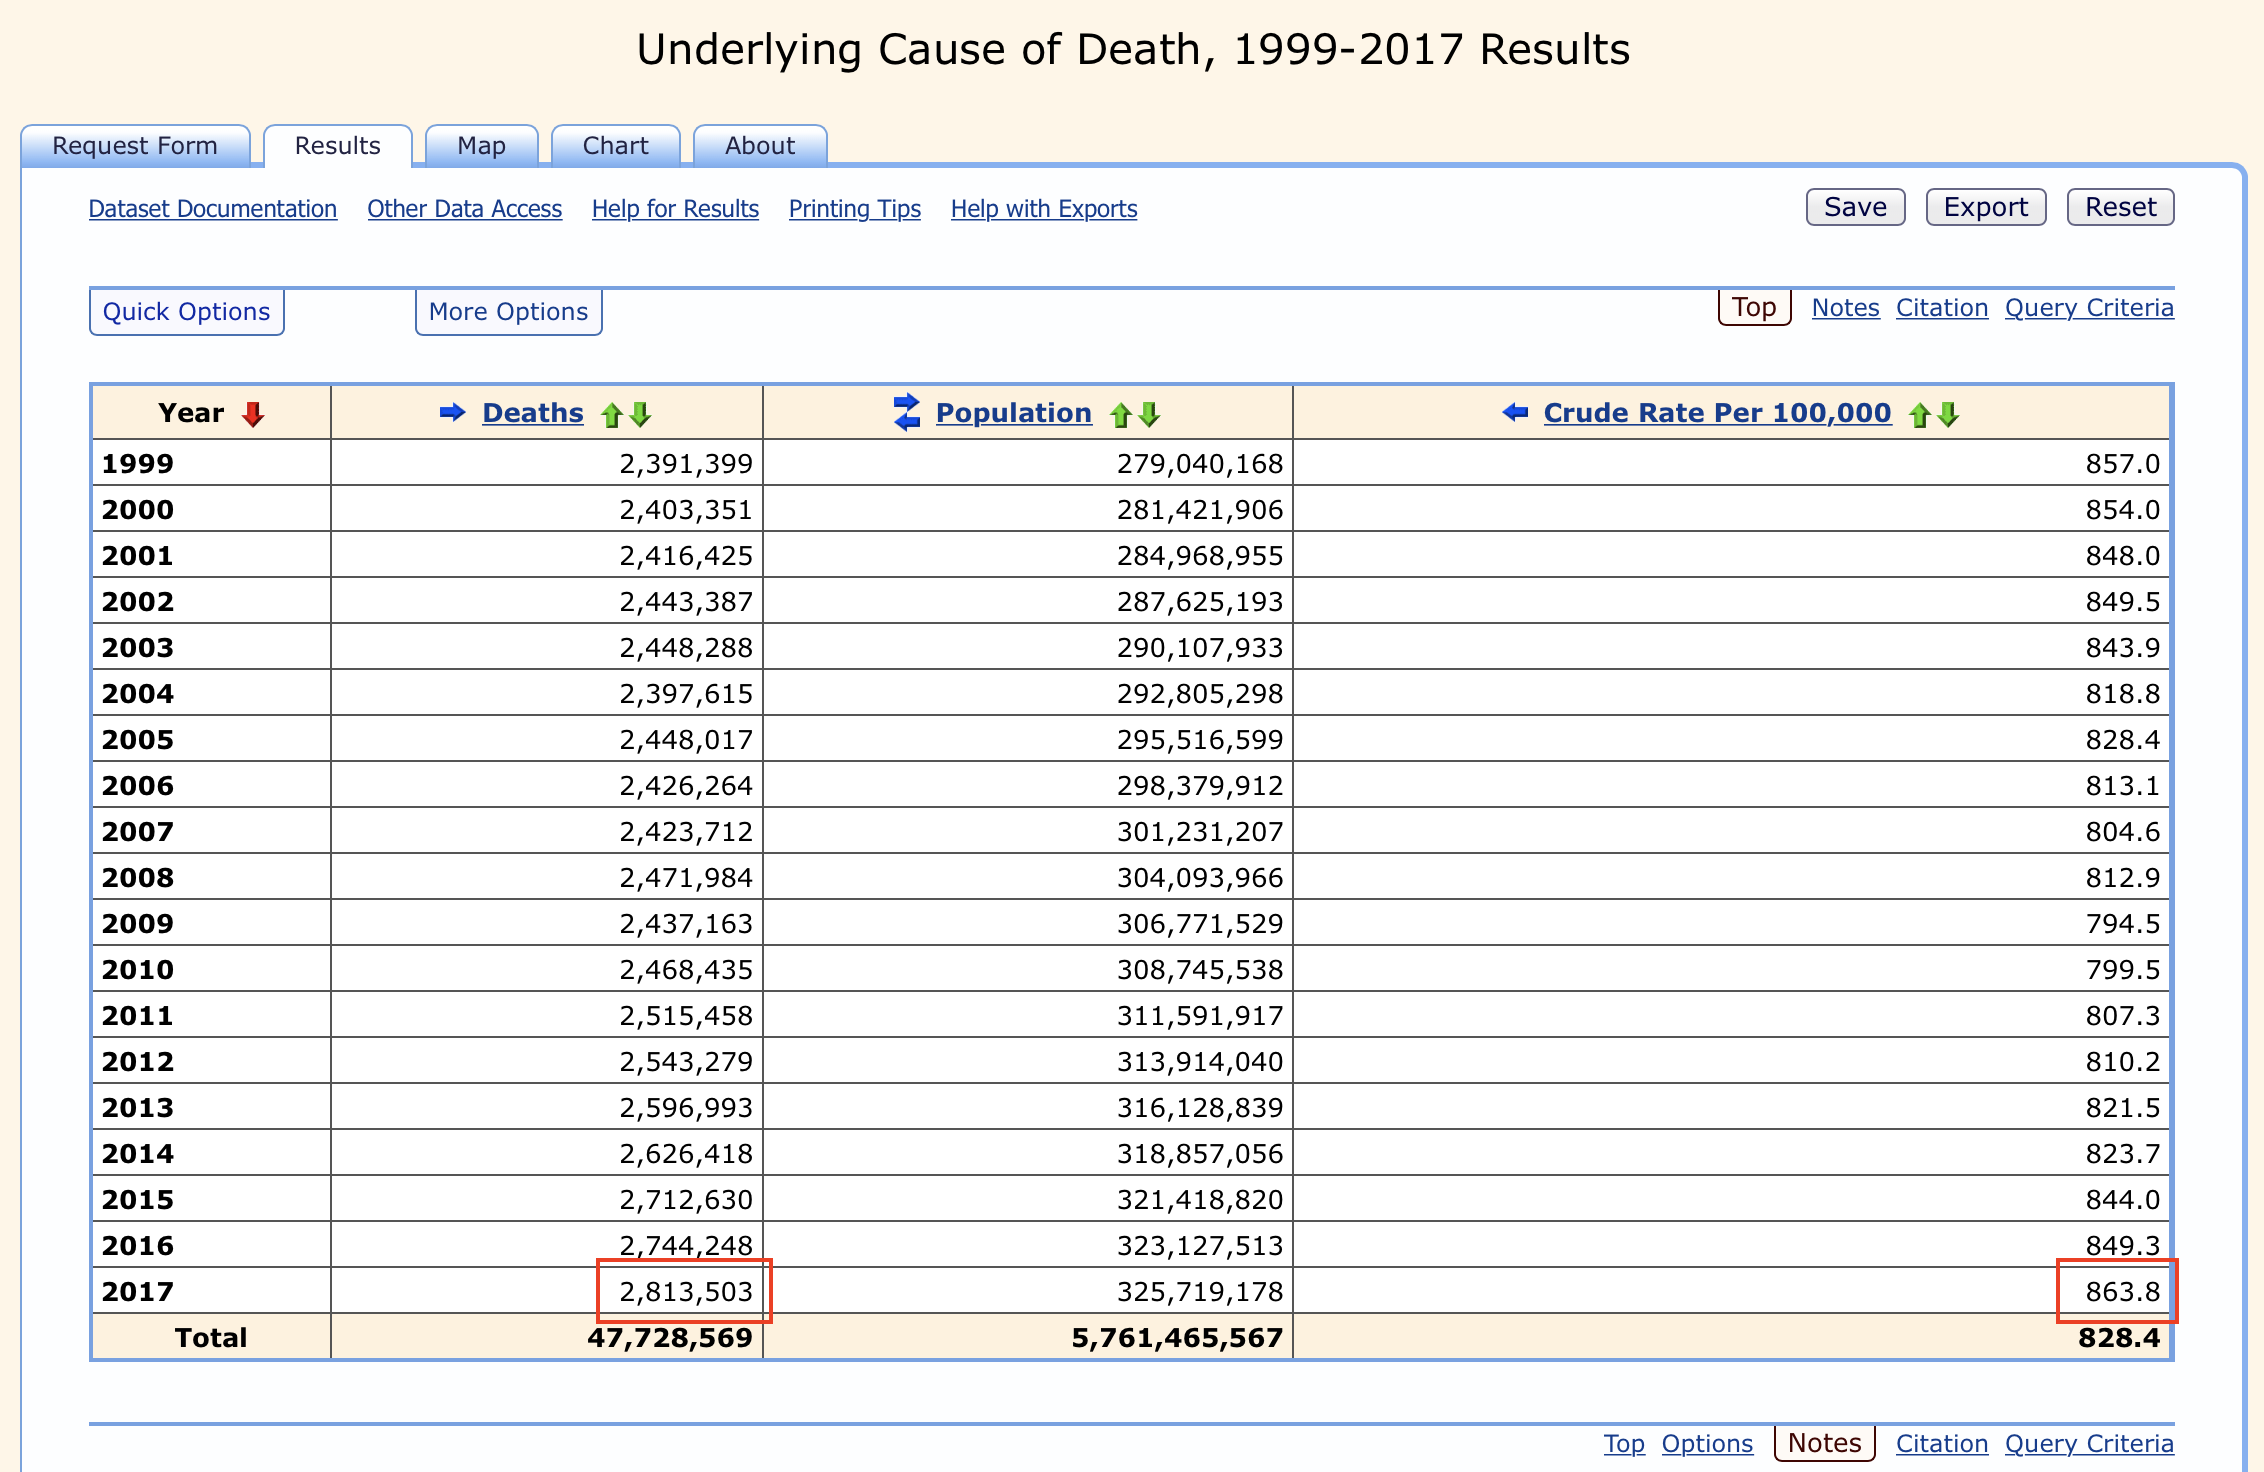 Underlying Cause of Death, 1999-2017 Results
Request Form Results Map Chart About
Dataset Documentation Other Data Access Help for Results Printing Tips Help with Exports Save Export Reset
Quick Options More Options Top Notes Citation Query Criteria
Year Deaths Population Crude Rate Per 100,000
1999 2,391,399 279,040,168 857.0
2000 2,403,351 281,421,906 854.0
2001 2,416,425 284,968,955 848.0
2002 2,443,387 287,625,193 849.5
2003 2,448,288 290,107,933 843.9
2004 2,397,615 292,805,298 818.8
2005 2,448,017 295,516,599 828.4
2006 2,426,264 298,379,912 813.1
2007 2,423,712 301,231,207 804.6
2008 2,471,984 304,093,966 812.9
2009 2,437,163 306,771,529 794.5
2010 2,468,435 308,745,538 799.5
2011 2,515,458 311,591,917 807.3
2012 2,543,279 313,914,040 810.2
2013 2,596,993 316,128,839 821.5
2014 2,626,418 318,857,056 823.7
2015 2,712,630 321,418,820 844.0
2016 2,744,248 323,127,513 849.3
2017 2,813,503 325,719,178 863.8
Total 47,728,569 5,761,465,567 828.4
Top Options Notes Citation Query Criteria